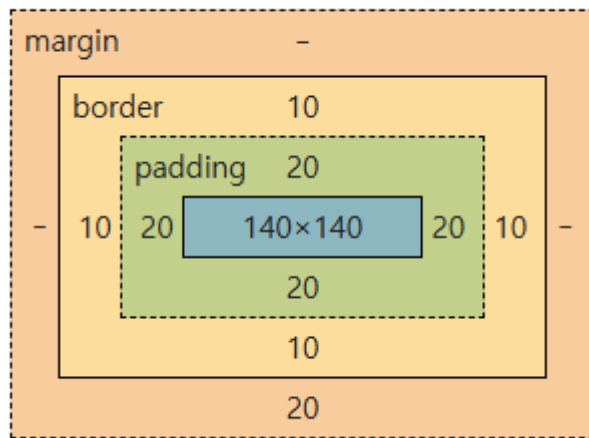 margin –
border 10
padding 20
– 10 20 140×140 20 10 –
20
10
20